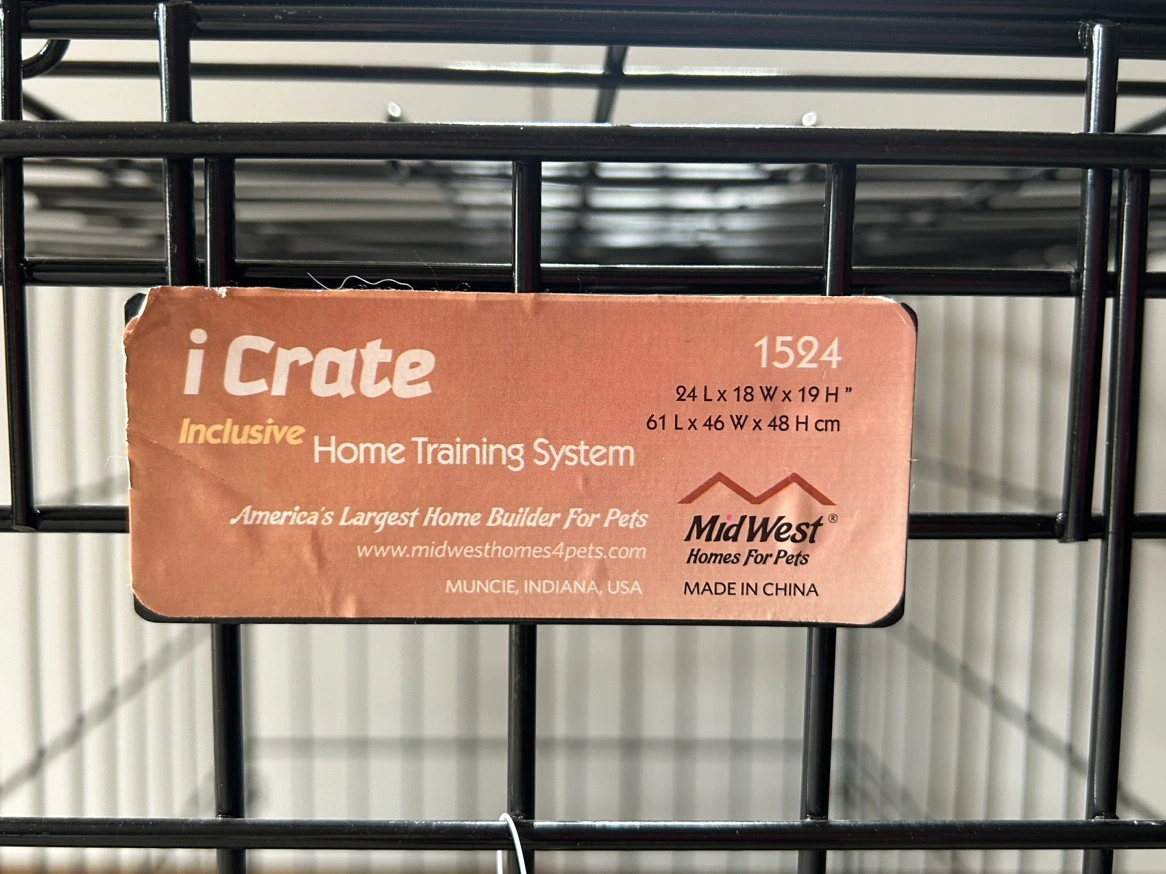 i Crate
1524
24 L x 18 W x 19 H "
61 L x 46 W x 48 H cm
Inclusive Home Training System
America's Largest Home Builder For Pets
www.midwesthomes4pets.com
MUNCIE, INDIANA, USA
MidWest®
Homes For Pets
MADE IN CHINA